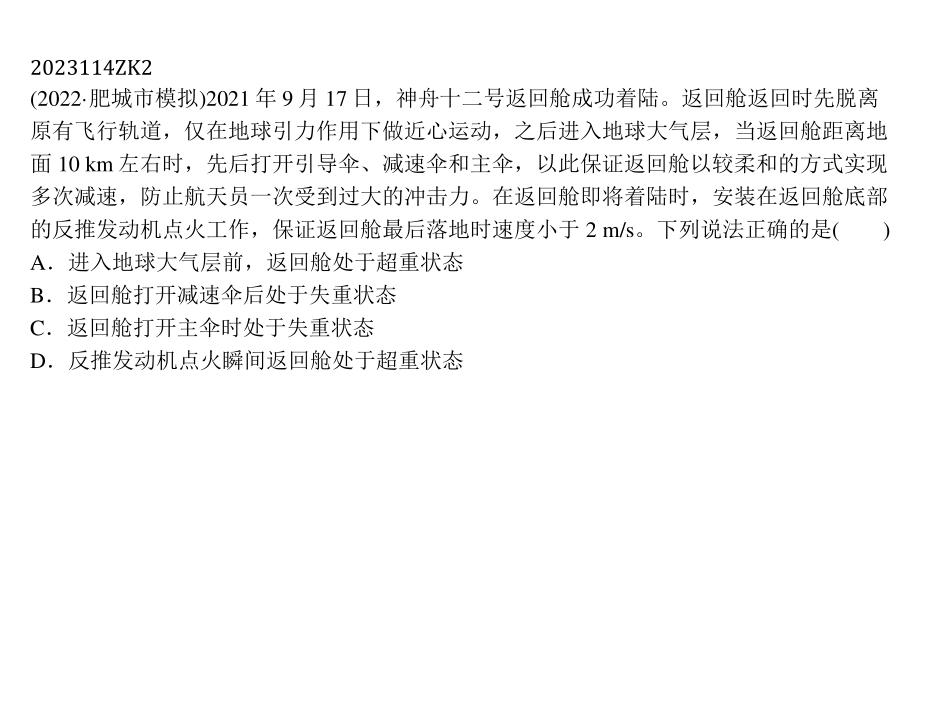 2023114ZK2
(2022·肥城市模拟)2021 年 9 月 17 日，神舟十二号返回舱成功着陆。返回舱返回时先脱离
原有飞行轨道，仅在地球引力作用下做近心运动，之后进入地球大气层，当返回舱距离地
面 10 km 左右时，先后打开引导伞、减速伞和主伞，以此保证返回舱以较柔和的方式实现
多次减速，防止航天员一次受到过大的冲击力。在返回舱即将着陆时，安装在返回舱底部
的反推发动机点火工作，保证返回舱最后落地时速度小于 2 m/s。下列说法正确的是(　　)
A．进入地球大气层前，返回舱处于超重状态
B．返回舱打开减速伞后处于失重状态
C．返回舱打开主伞时处于失重状态
D．反推发动机点火瞬间返回舱处于超重状态